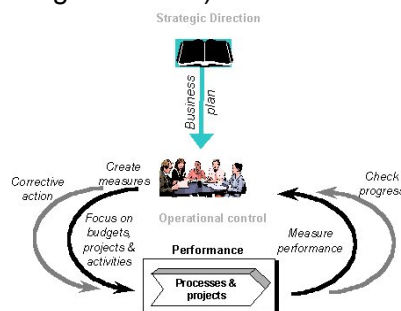 Strategic Direction
Business
plan
Create
measures
Corrective
action
Check
progress
Focus on
budgets,
projects &
activities
Operational control
Measure
performance
Performance
Processes &
projects